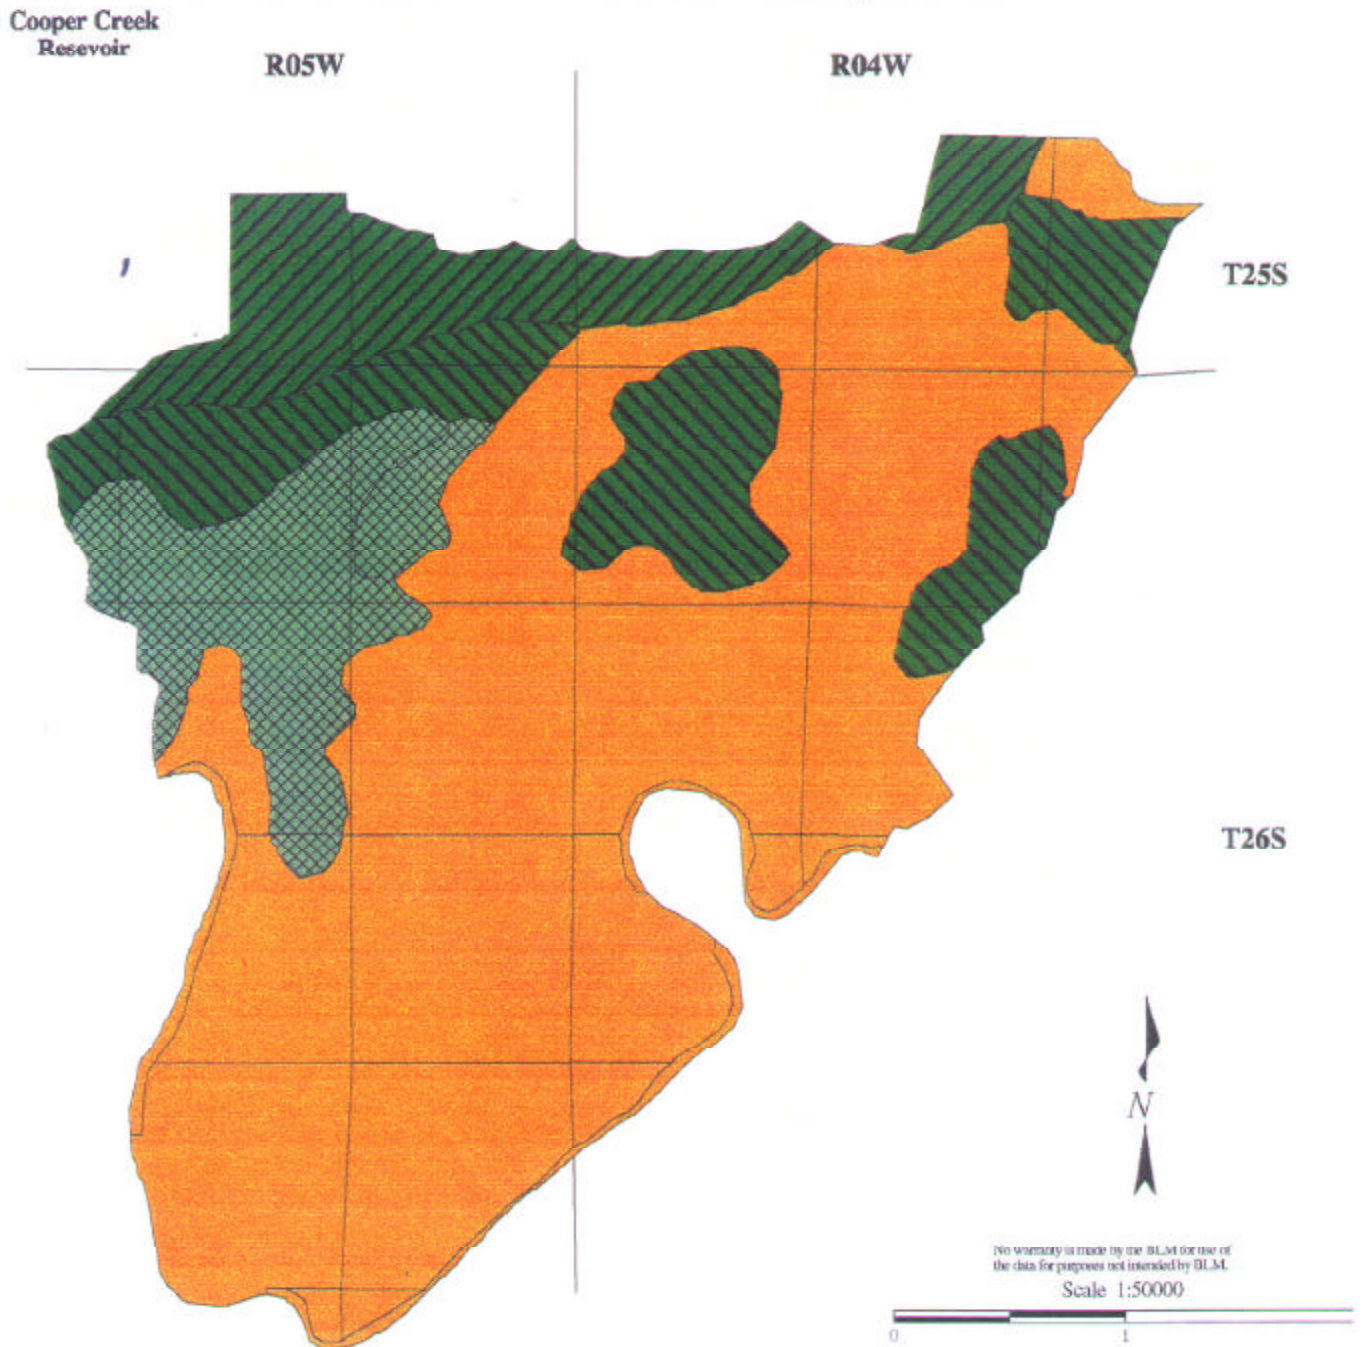 Cooper Creek
Resevoir
R05W
R04W
T25S
T26S
N
No warranty is made by the BLM for use of
the data for purposes not intended by BLM.
Scale 1:50000
0
1